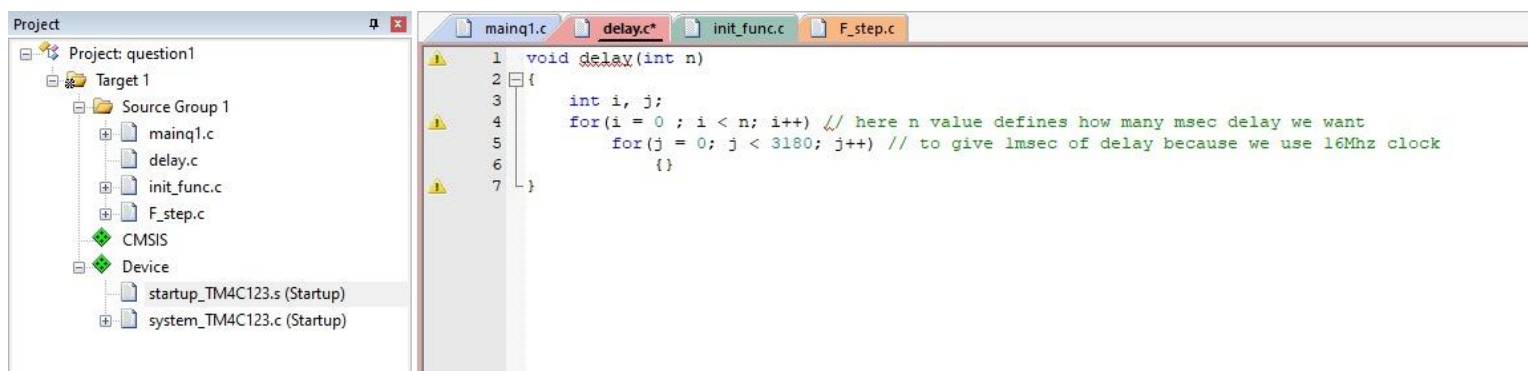 Project
Project: question1
Target 1
Source Group 1
mainq1.c
delay.c
init_func.c
F_step.c
CMSIS
Device
startup_TM4C123.s (Startup)
system_TM4C123.c (Startup)
mainq1.c delay.c* init_func.c F_step.c
1 void delay(int n)
2 {
3 int i, j;
4 for(i = 0 ; i < n; i++) // here n value defines how many msec delay we want
5 for(j = 0; j < 3180; j++) // to give 1msec of delay because we use 16Mhz clock
6 {}
7 }